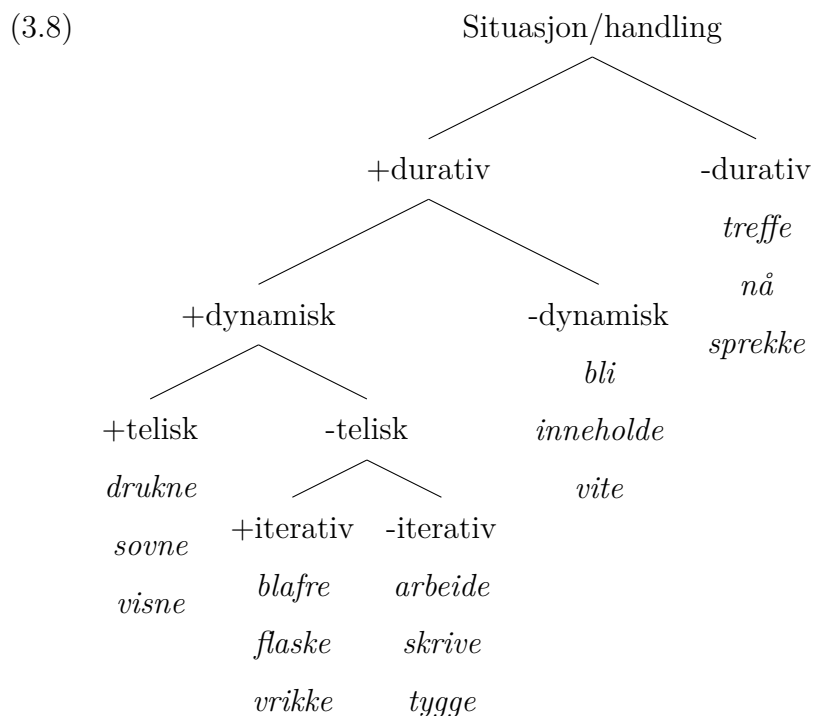 (3.8)
Situasjon/handling
+durativ
-durativ
treffe
nå
sprekke
+dynamisk
-dynamisk
bli
inneholde
vite
+telisk
-telisk
drukne
sovne
visne
+iterativ
-iterativ
blafre
flaske
vrikke
arbeide
skrive
tygge